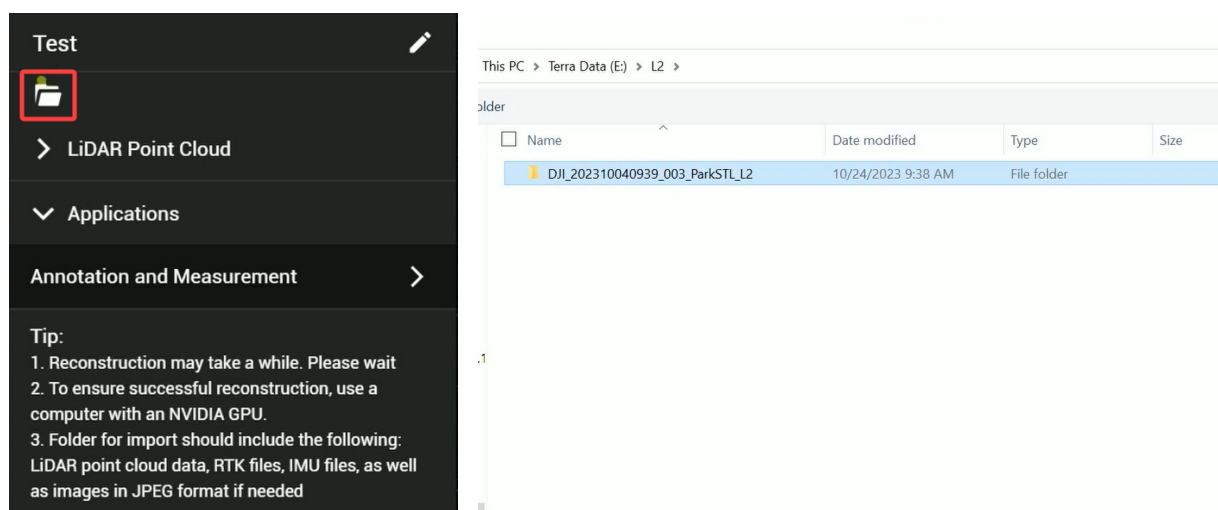 Test
LiDAR Point Cloud
Applications
Annotation and Measurement
Tip:
1. Reconstruction may take a while. Please wait
2. To ensure successful reconstruction, use a
computer with an NVIDIA GPU.
3. Folder for import should include the following:
LiDAR point cloud data, RTK files, IMU files, as well
as images in JPEG format if needed
This PC > Terra Data (E:) > L2 >
older
Name Date modified Type Size
DJI_202310040939_003_ParkSTL_L2 10/24/2023 9:38 AM File folder
.1